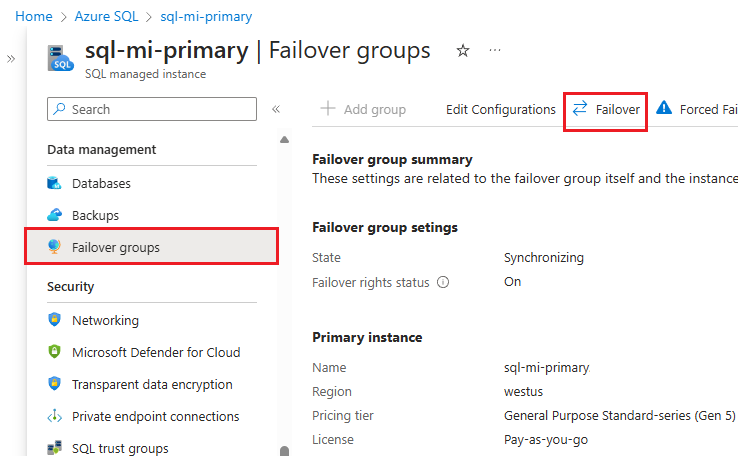 Home > Azure SQL > sql-mi-primary
sql-mi-primary | Failover groups
SQL managed instance
Search
Add group Edit Configurations Failover Forced Fai
Failover group summary
These settings are related to the failover group itself and the instance
Data management
Databases
Backups
Failover groups
Security
Networking
Microsoft Defender for Cloud
Transparent data encryption
Private endpoint connections
SQL trust groups
Failover group setings
State Synchronizing
Failover rights status On
Primary instance
Name sql-mi-primary
Region westus
Pricing tier General Purpose Standard-series (Gen 5)
License Pay-as-you-go